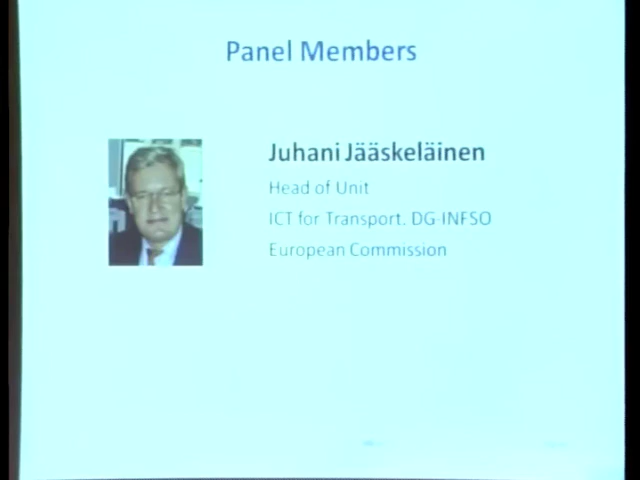 Panel Members
Juhani Jääskeläinen
Head of Unit
ICT for Transport. DG-INFSO
European Commission